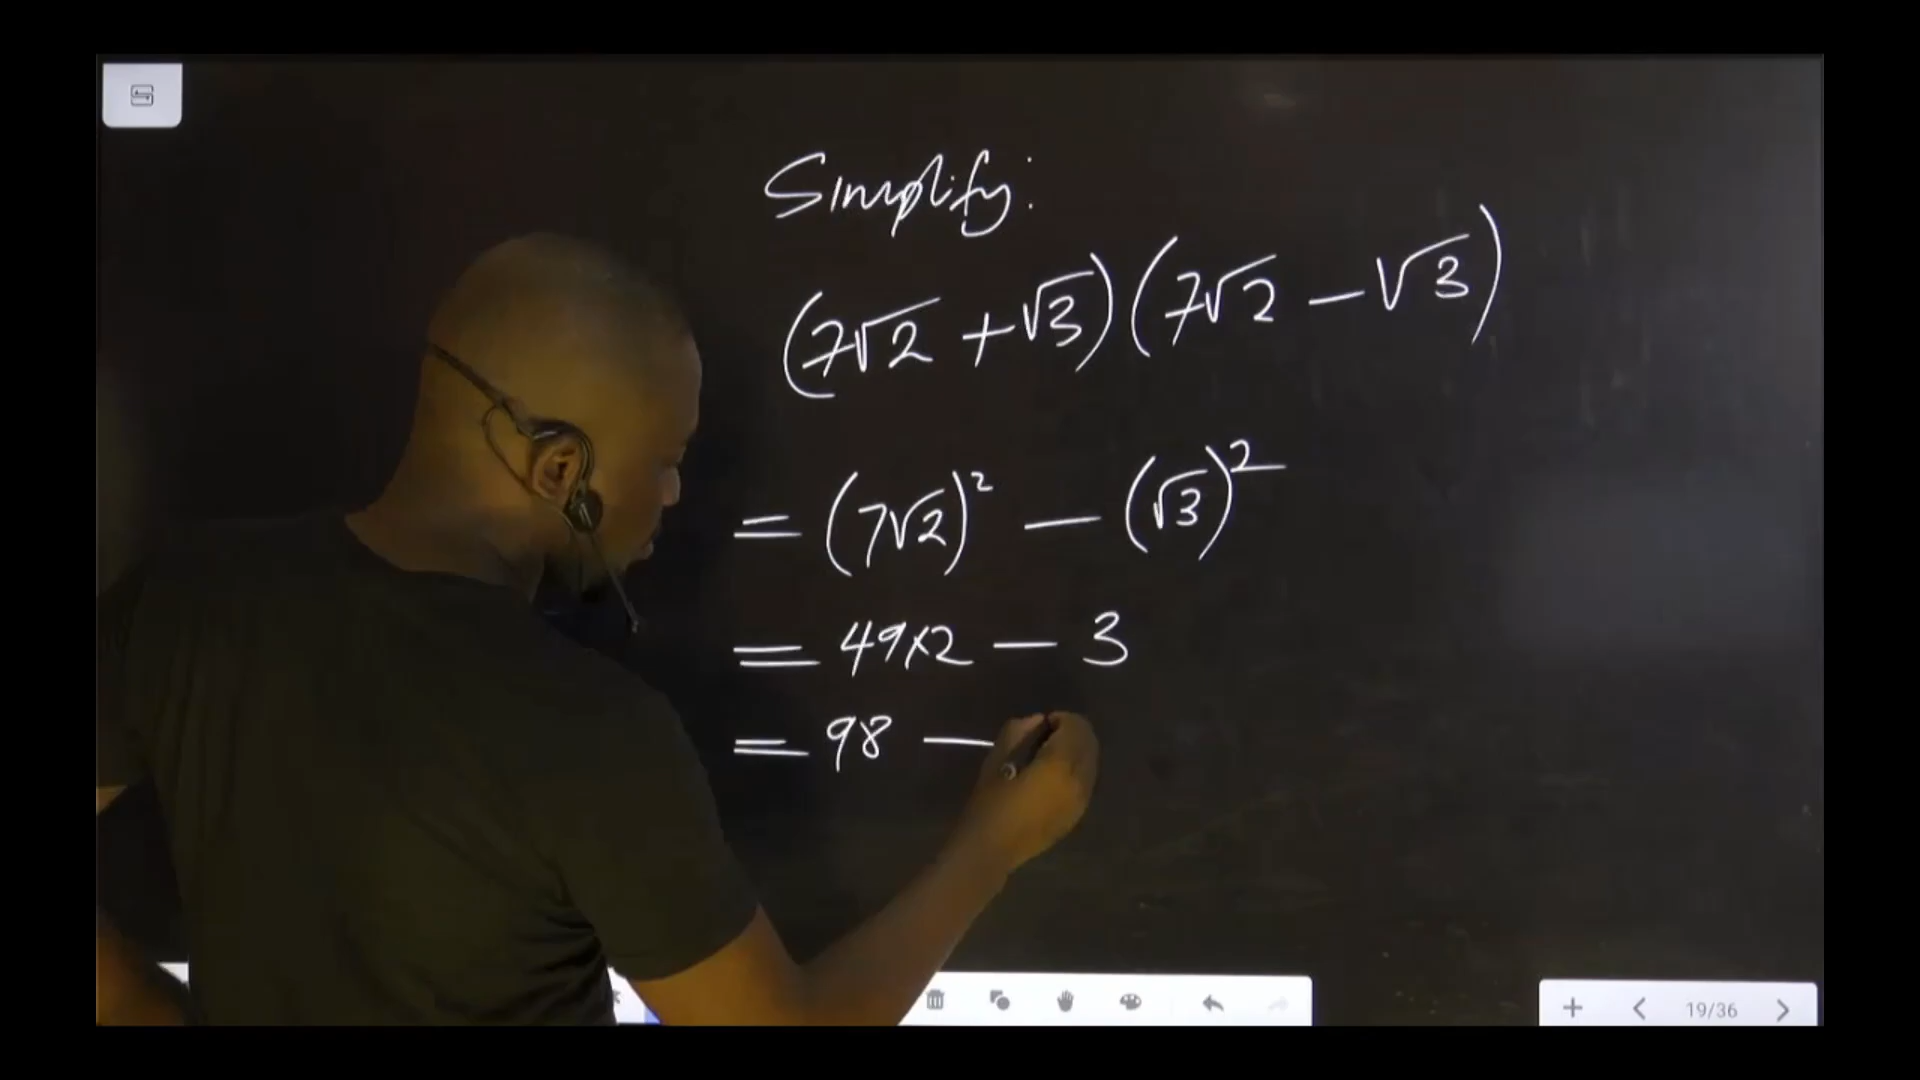 Simplify:
(7√2 + √3)(7√2 − √3)
= (7√2)² − (√3)²
= 49×2 − 3
= 98 −
19/36